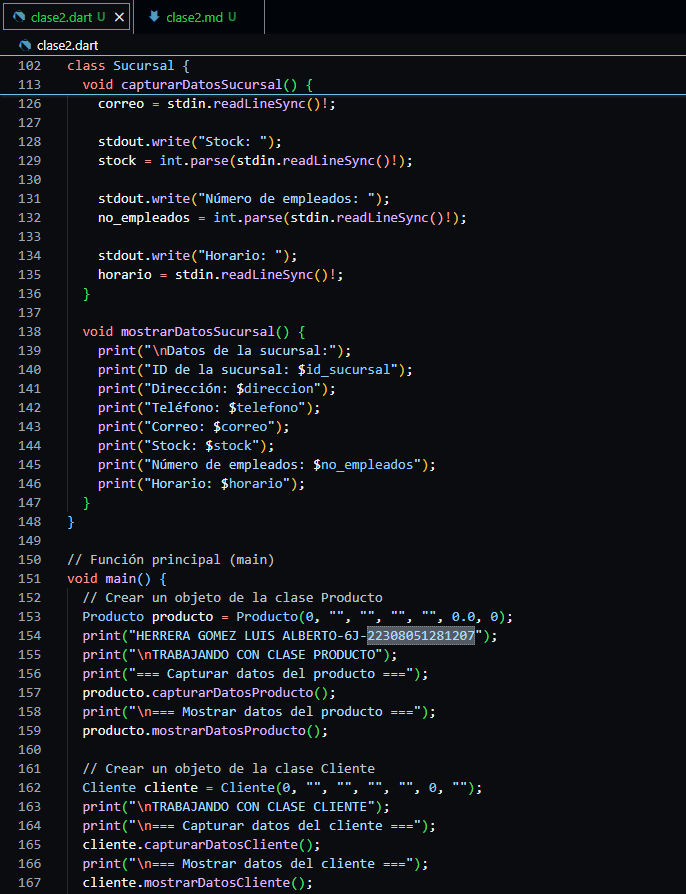 clase2.dart U
clase2.md U
clase2.dart
102 class Sucursal {
113 void capturarDatosSucursal() {
126 correo = stdin.readLineSync()!;
127
128 stdout.write("Stock: ");
129 stock = int.parse(stdin.readLineSync()!);
130
131 stdout.write("Número de empleados: ");
132 no_empleados = int.parse(stdin.readLineSync()!);
133
134 stdout.write("Horario: ");
135 horario = stdin.readLineSync()!;
136 }
137
138 void mostrarDatosSucursal() {
139 print("\nDatos de la sucursal:");
140 print("ID de la sucursal: $id_sucursal");
141 print("Dirección: $direccion");
142 print("Teléfono: $telefono");
143 print("Correo: $correo");
144 print("Stock: $stock");
145 print("Número de empleados: $no_empleados");
146 print("Horario: $horario");
147 }
148 }
149
150 // Función principal (main)
151 void main() {
152 // Crear un objeto de la clase Producto
153 Producto producto = Producto(0, "", "", "", "", 0.0, 0);
154 print("HERRERA GOMEZ LUIS ALBERTO-6J-22308051281207");
155 print("\nTRABAJANDO CON CLASE PRODUCTO");
156 print("=== Capturar datos del producto ===");
157 producto.capturarDatosProducto();
158 print("\n=== Mostrar datos del producto ===");
159 producto.mostrarDatosProducto();
160
161 // Crear un objeto de la clase Cliente
162 Cliente cliente = Cliente(0, "", "", "", "", 0, "");
163 print("\nTRABAJANDO CON CLASE CLIENTE");
164 print("\n=== Capturar datos del cliente ===");
165 cliente.capturarDatosCliente();
166 print("\n=== Mostrar datos del cliente ===");
167 cliente.mostrarDatosCliente();